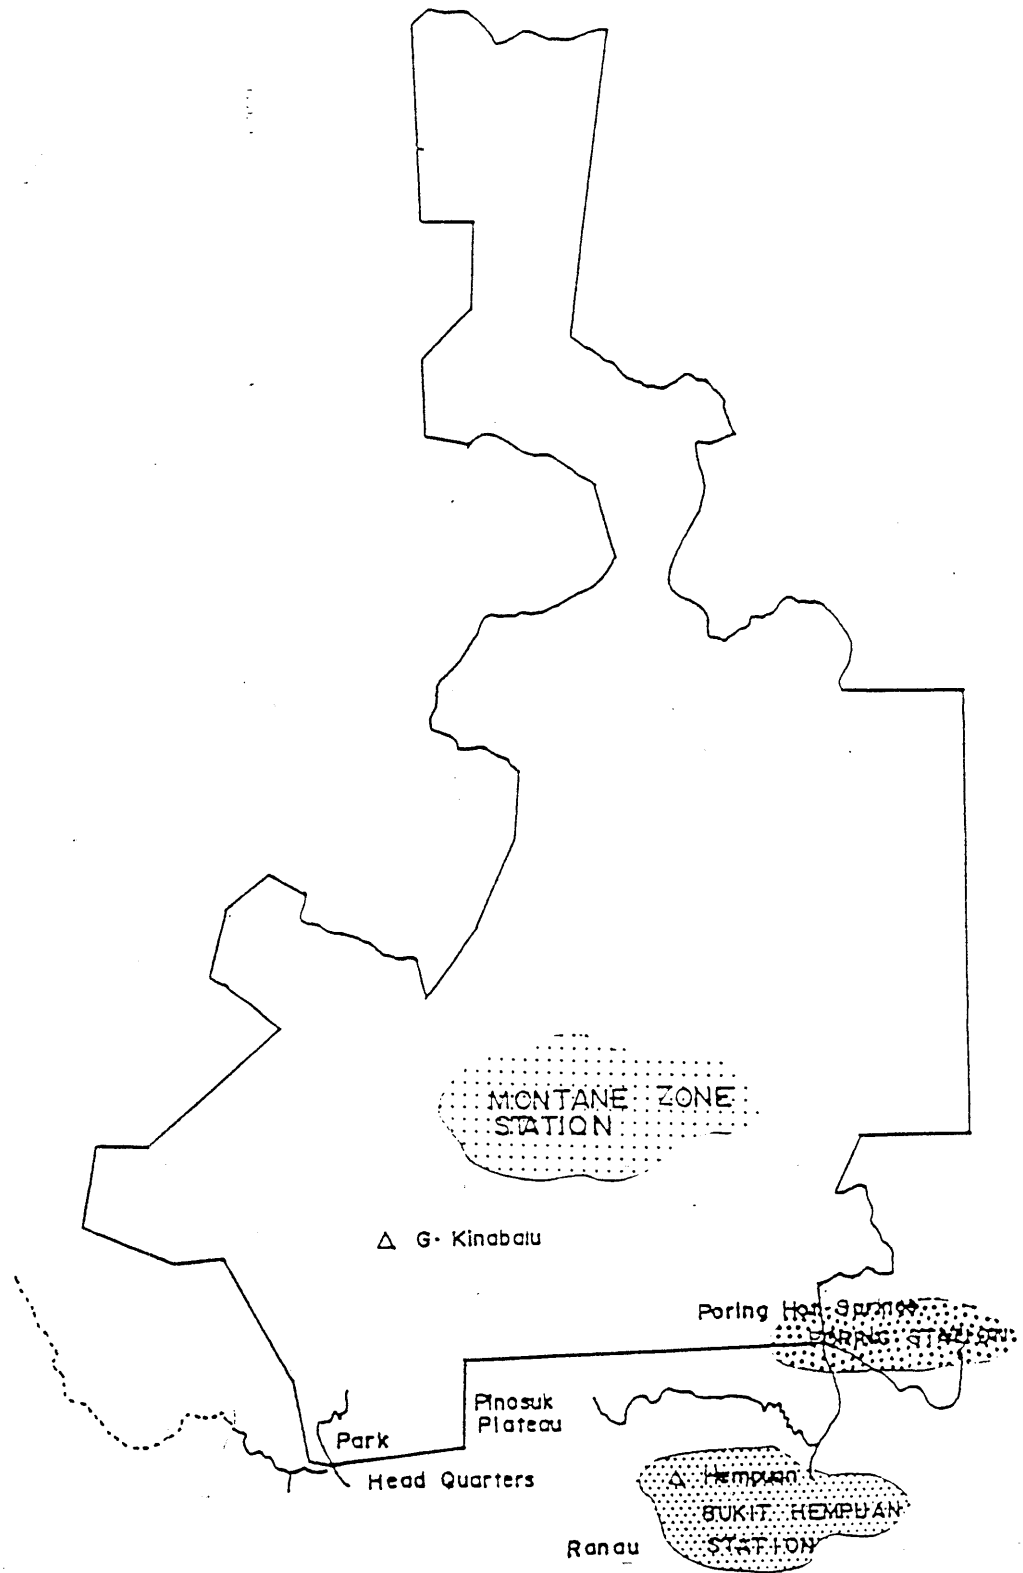 MONTANE ZONE
STATION
△ G. Kinabalu
Poring Hot Springs
PORING STATION
Pinosuk
Plateau
Park
Head Quarters
△ Hempuan
BUKIT HEMPUAN
STATION
Ranau